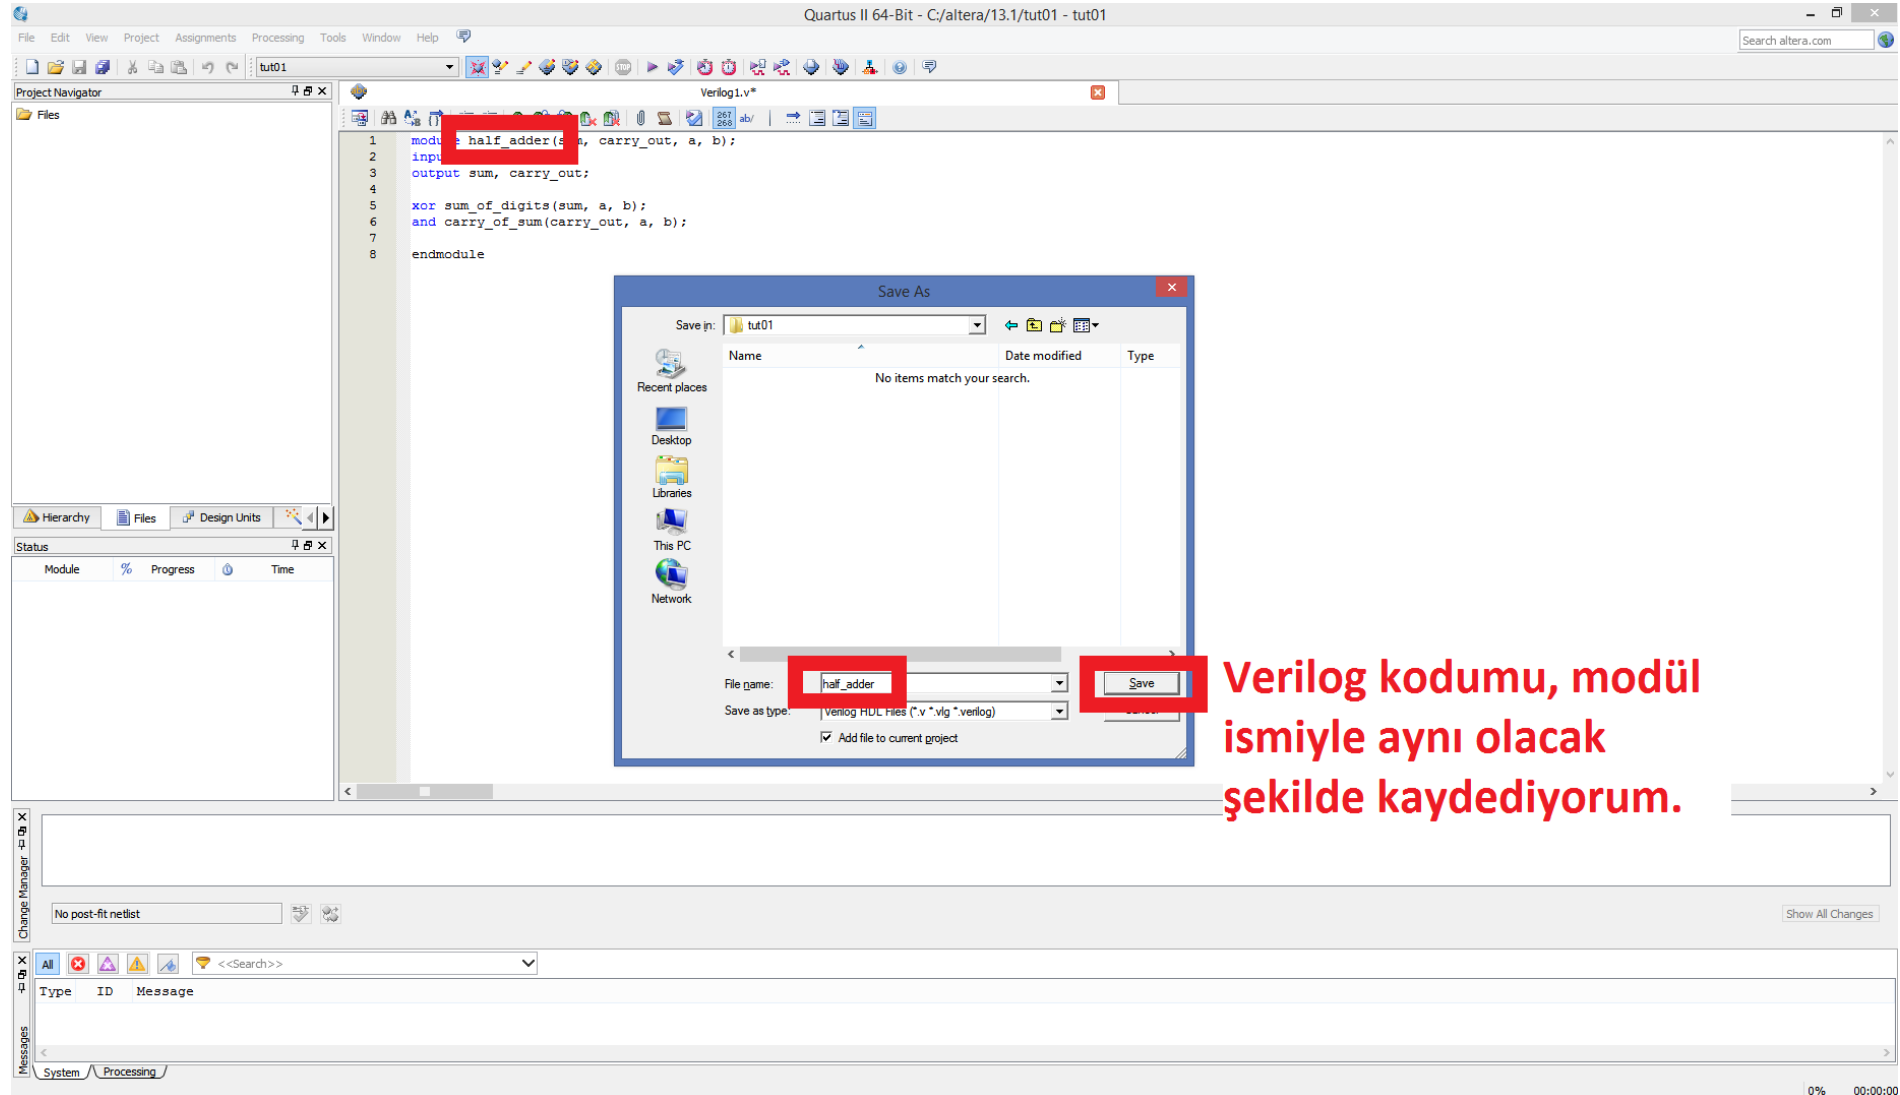 Quartus II 64-Bit - C:/altera/13.1/tut01 - tut01
File Edit View Project Assignments Processing Tools Window Help
Search altera.com
tut01
Project Navigator
Verilog1.v*
Files
267
268 ab/
1 module half_adder(sum, carry_out, a, b);
2 inpu
3 output sum, carry_out;
4
5 xor sum_of_digits(sum, a, b);
6 and carry_of_sum(carry_out, a, b);
7
8 endmodule
Save As
Save in: tut01
Name Date modified Type
No items match your search.
Recent places
Desktop
Libraries
This PC
Network
File name: half_adder Save
Save as type: Verilog HDL Files (*.v *.vlg *.verilog) Cancel
Add file to current project
Verilog kodumu, modül
ismiyle aynı olacak
şekilde kaydediyorum.
Hierarchy Files Design Units
Status
Module % Progress Time
Change Manager
No post-fit netlist
Show All Changes
All <<Search>>
Type ID Message
Messages
System Processing
0% 00:00:00